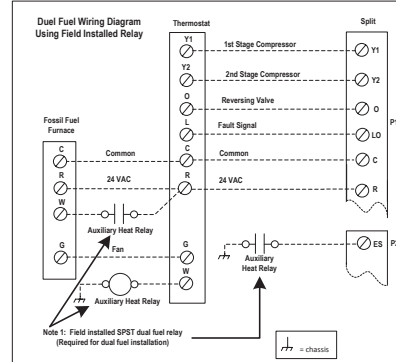 Duel Fuel Wiring Diagram
Using Field Installed Relay
Thermostat
Split
Y1
1st Stage Compressor
Y1
Y2
2nd Stage Compressor
Y2
O
Reversing Valve
O
Fossil Fuel
Furnace
L
Fault Signal
LO
P1
C
Common
C
Common
C
R
24 VAC
R
24 VAC
R
W
Auxiliary Heat Relay
G
Fan
G
Auxiliary
Heat Relay
ES
W
Auxiliary Heat Relay
Note 1: Field installed SPST dual fuel relay
(Required for dual fuel installation)
= chassis